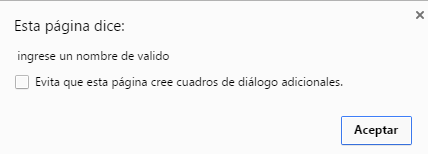 Esta página dice:
ingrese un nombre de valido
Evita que esta página cree cuadros de diálogo adicionales.
Aceptar